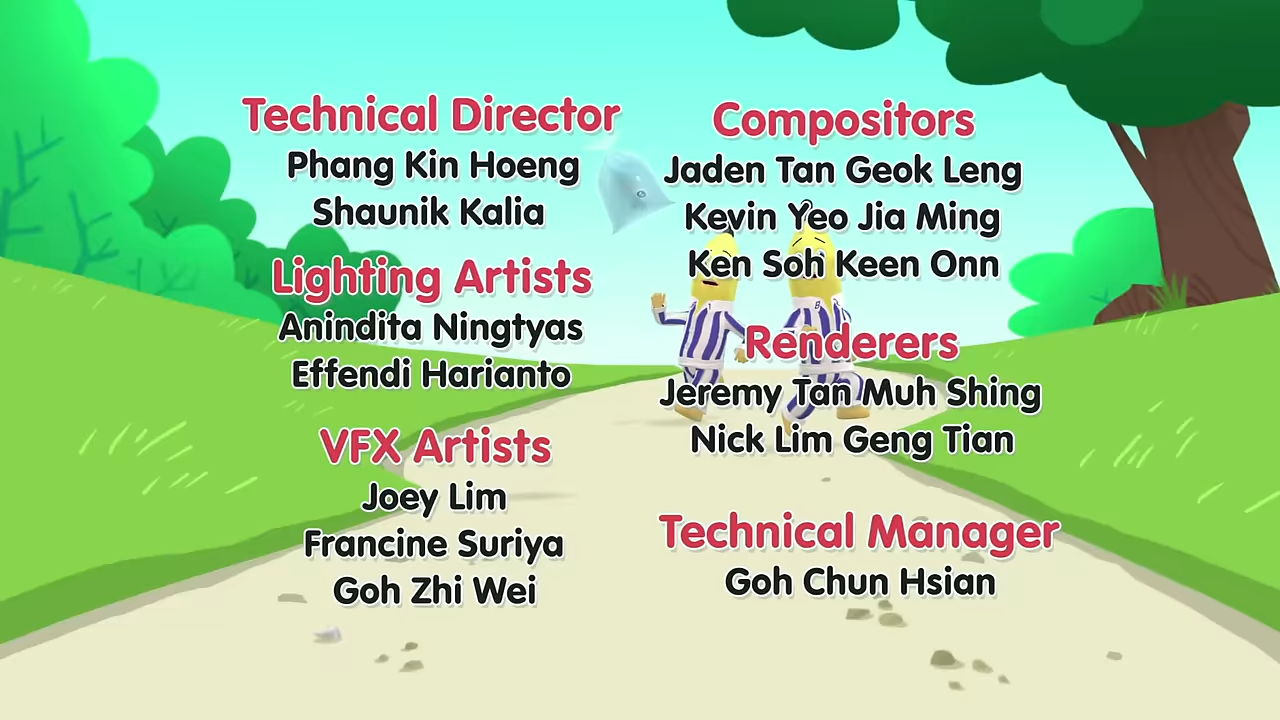 Technical Director
Phang Kin Hoeng
Shaunik Kalia
Lighting Artists
Anindita Ningtyas
Effendi Harianto
VFX Artists
Joey Lim
Francine Suriya
Goh Zhi Wei
Compositors
Jaden Tan Geok Leng
Kevin Yeo Jia Ming
Ken Soh Keen Onn
Renderers
Jeremy Tan Muh Shing
Nick Lim Geng Tian
Technical Manager
Goh Chun Hsian